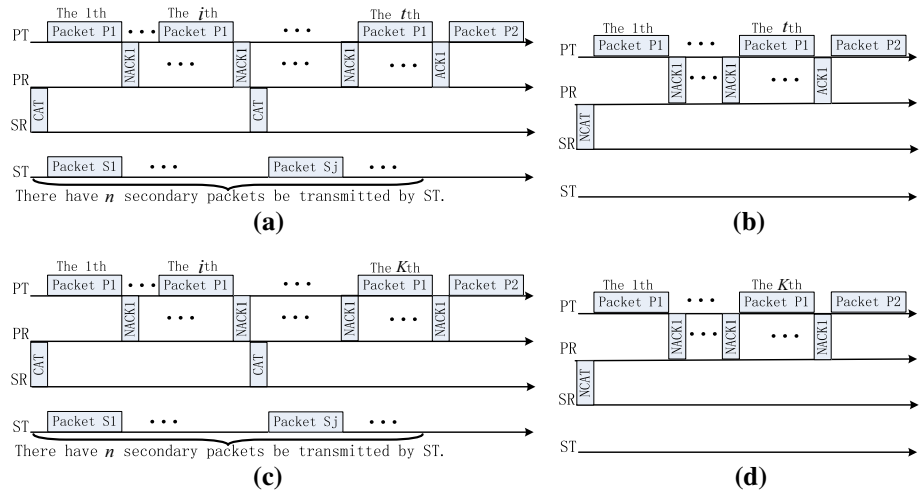 The 1th The ith The tth
PT Packet P1 ··· Packet P1 ··· Packet P1 Packet P2
NACK1 ··· NACK1 NACK1 ··· ACK1
PR
CAT CAT
SR
ST Packet S1 ··· Packet Sj ···
There have n secondary packets be transmitted by ST.
(a)
The 1th The tth
PT Packet P1 ··· Packet P1 Packet P2
NACK1 ··· NACK1 ··· ACK1
PR
NCAT
SR
ST
(b)
The 1th The ith The Kth
PT Packet P1 ··· Packet P1 ··· Packet P1 Packet P2
NACK1 ··· NACK1 NACK1 ··· NACK1
PR
CAT CAT
SR
ST Packet S1 ··· Packet Sj ···
There have n secondary packets be transmitted by ST.
(c)
The 1th The Kth
PT Packet P1 ··· Packet P1 Packet P2
NACK1 ··· NACK1 ··· NACK1
PR
NCAT
SR
ST
(d)